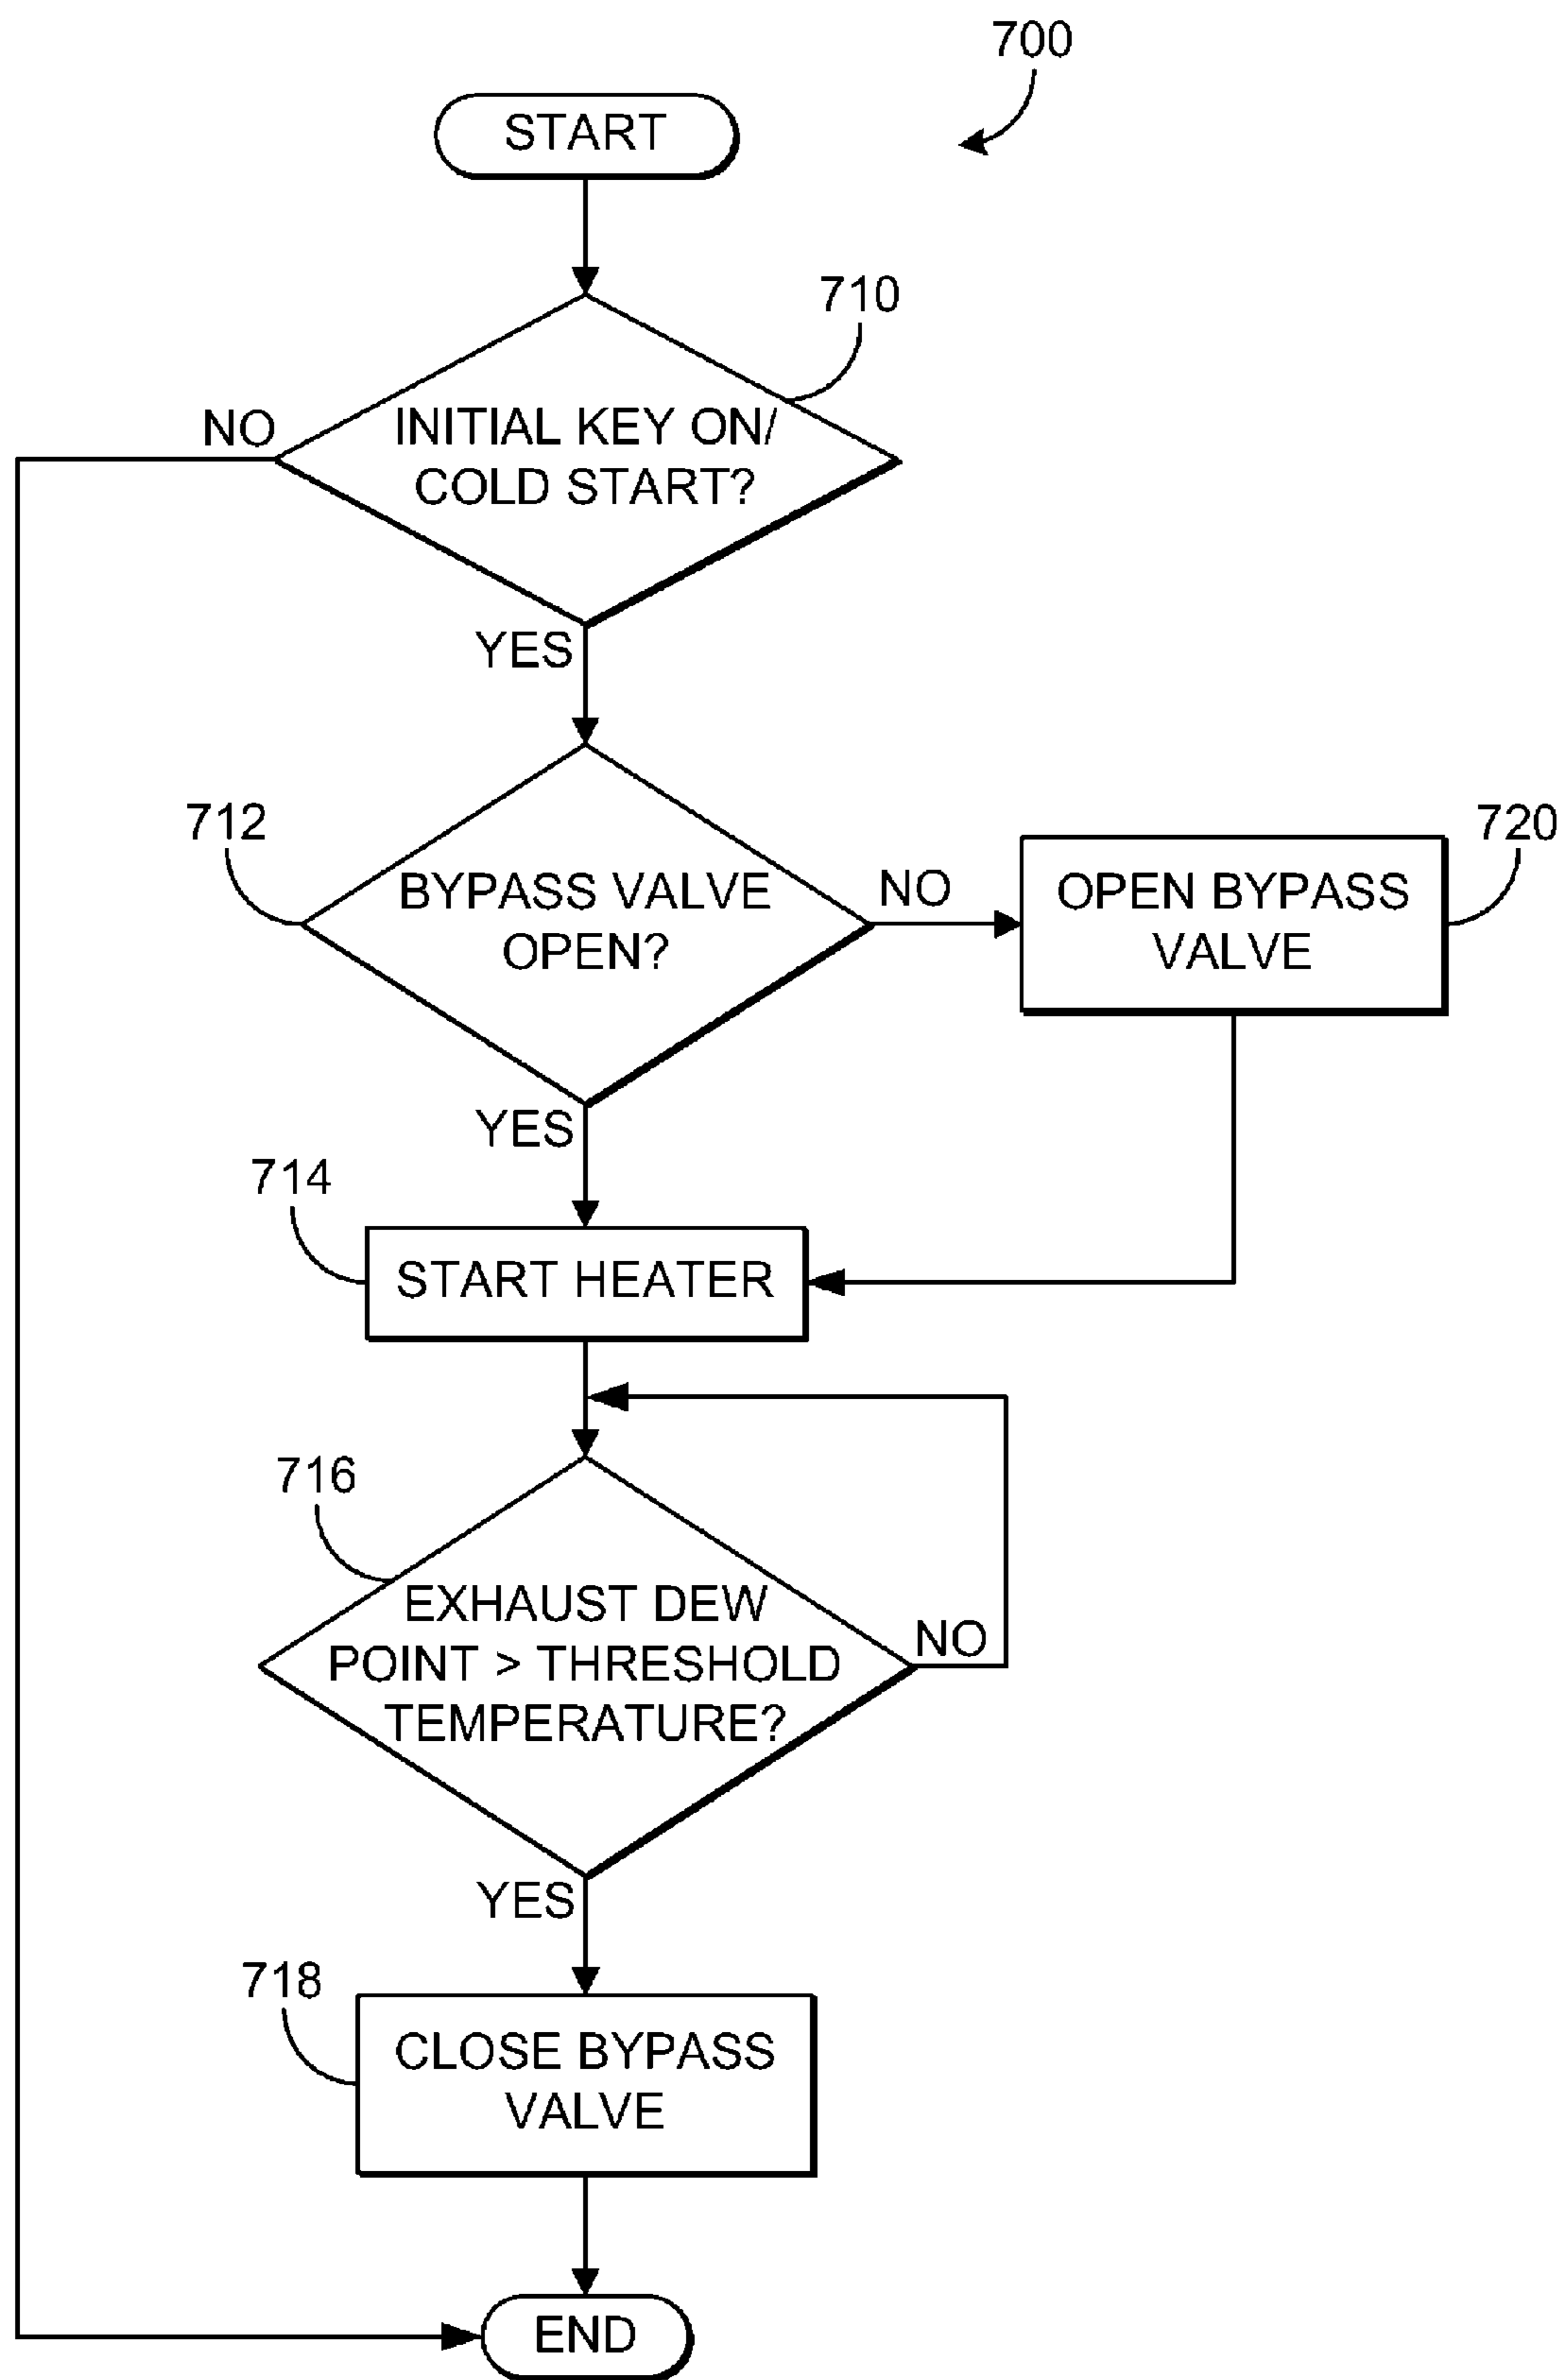 700
START
710
NO
INITIAL KEY ON/
COLD START?
YES
712
BYPASS VALVE
OPEN?
NO
720
OPEN BYPASS
VALVE
YES
714
START HEATER
716
EXHAUST DEW
POINT > THRESHOLD
TEMPERATURE?
NO
YES
718
CLOSE BYPASS
VALVE
END